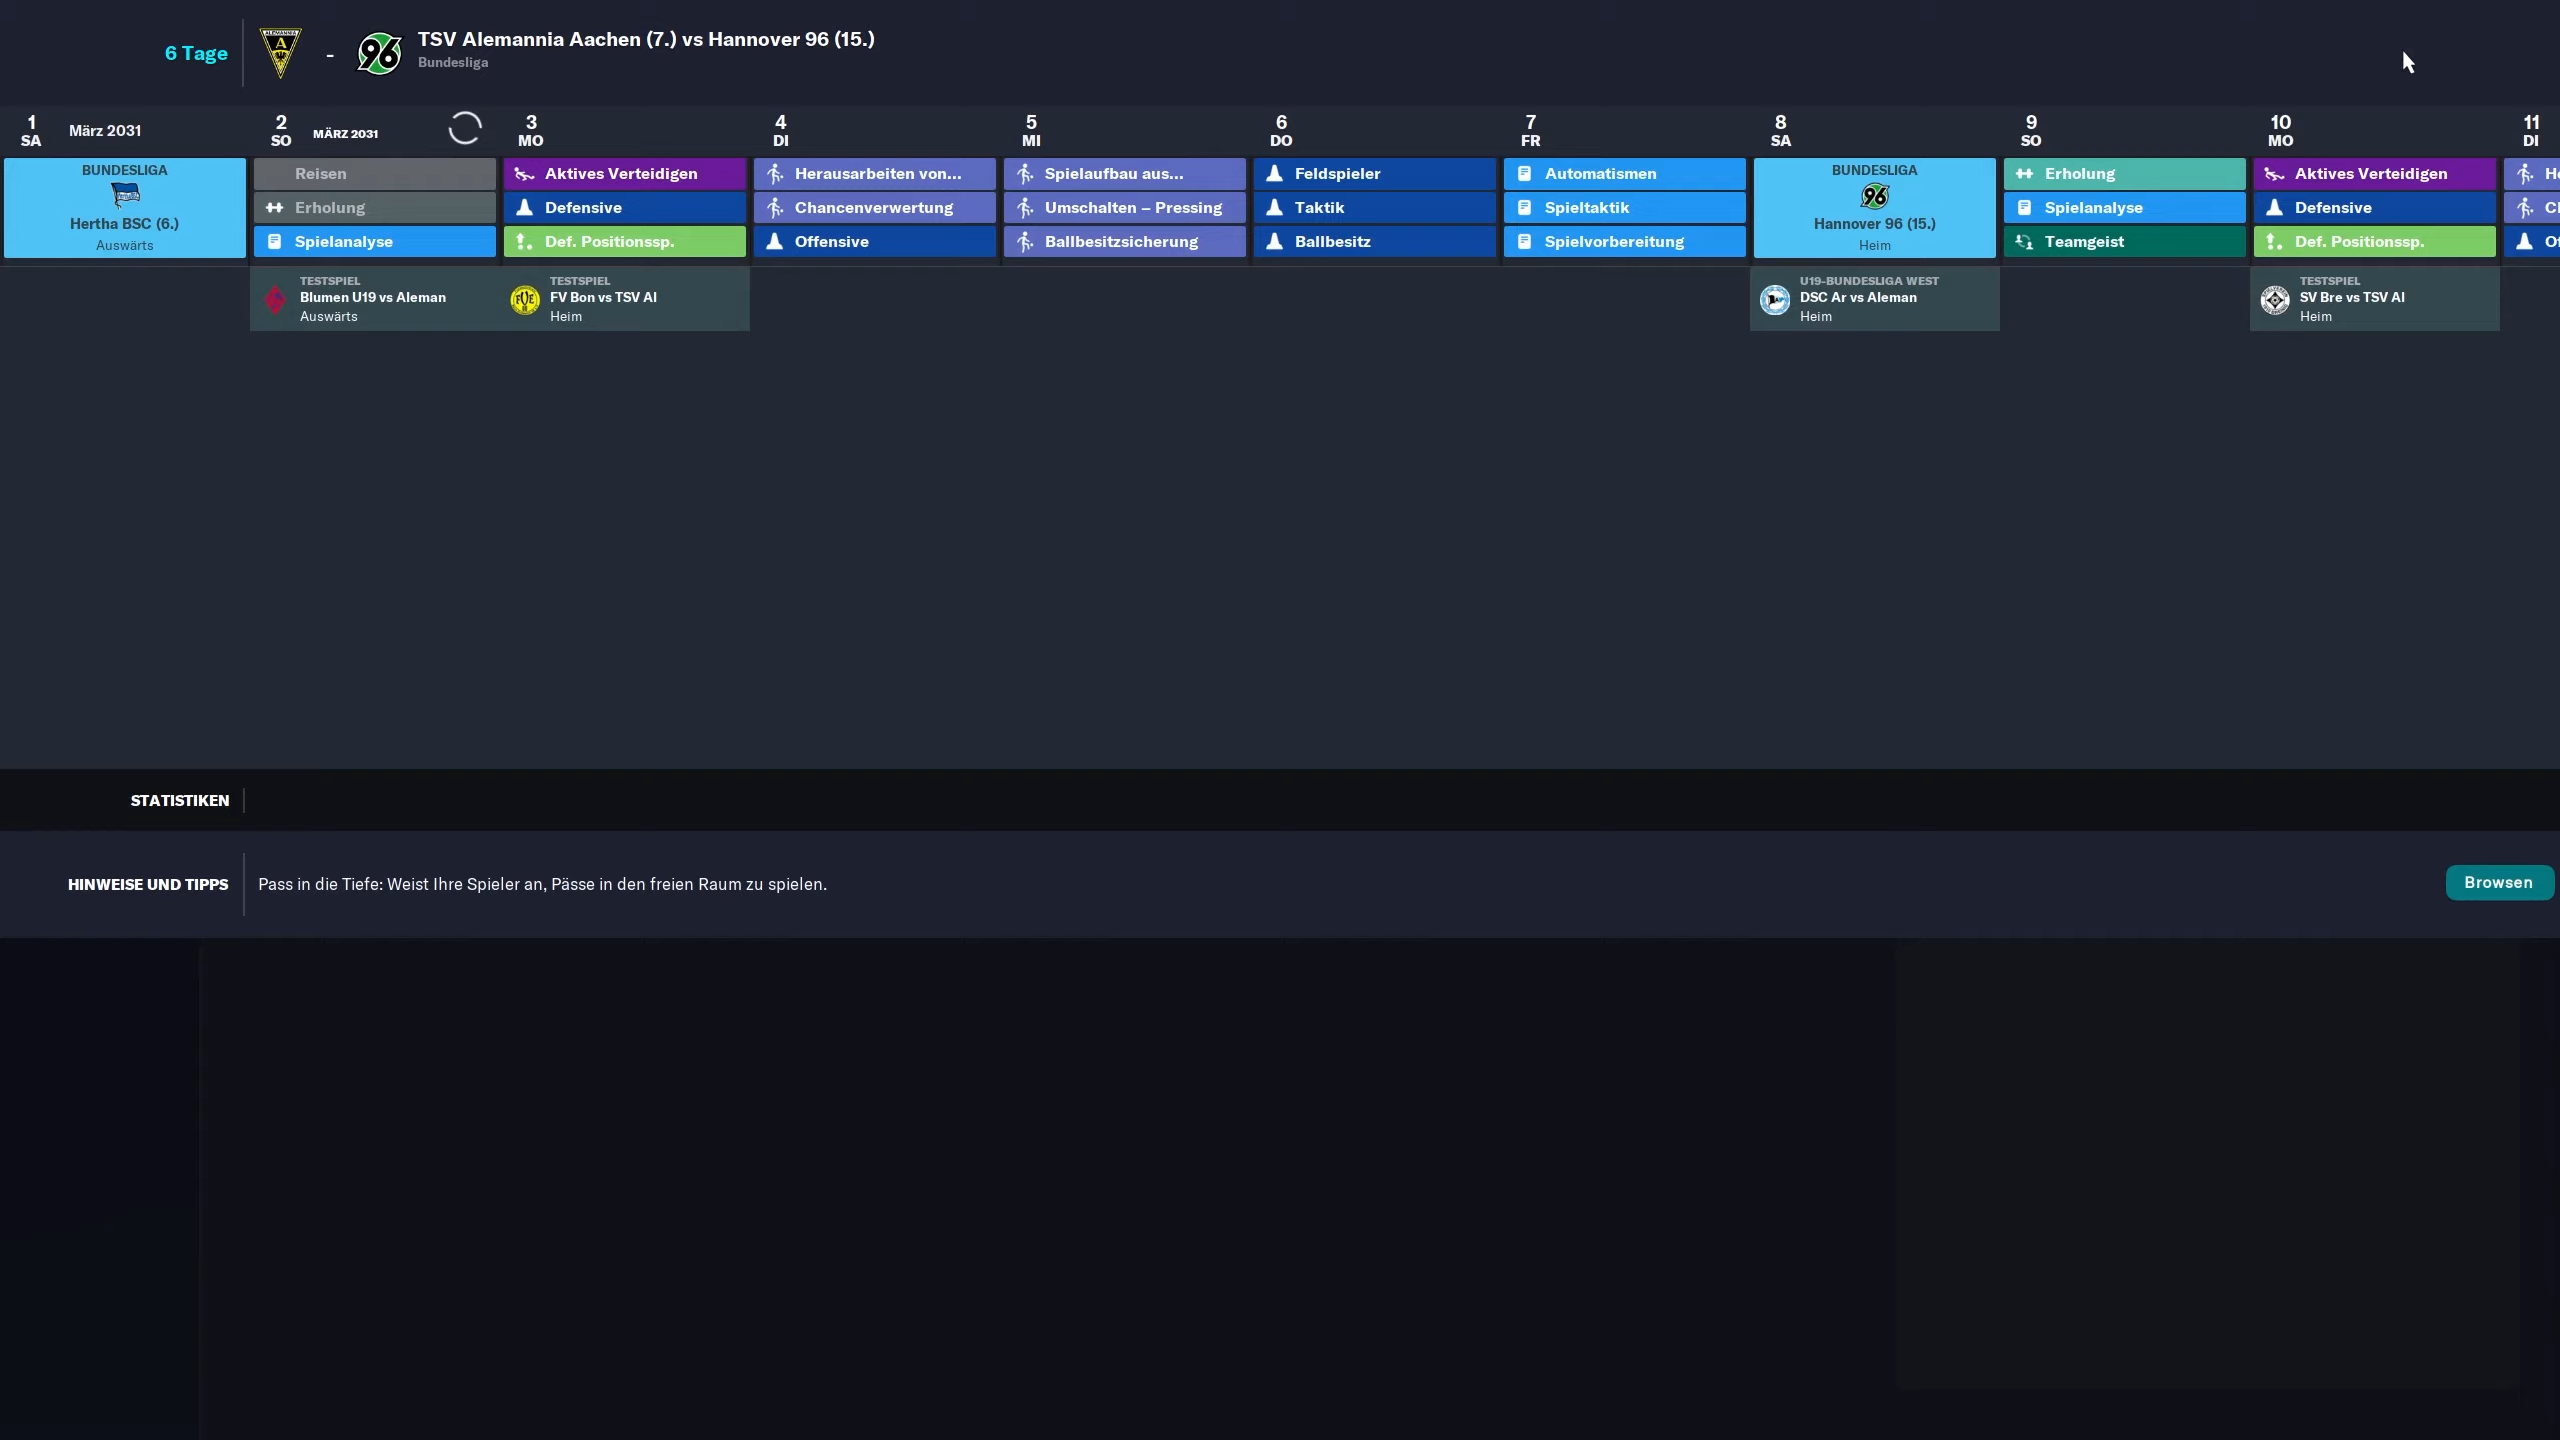 6 Tage
-
TSV Alemannia Aachen (7.) vs Hannover 96 (15.)
Bundesliga
1
SA
März 2031
2
SO
MÄRZ 2031
3
MO
4
DI
5
MI
6
DO
7
FR
8
SA
9
SO
10
MO
11
DI
BUNDESLIGA
Hertha BSC (6.)
Auswärts
Reisen
Erholung
Spielanalyse
Aktives Verteidigen
Defensive
Def. Positionssp.
Herausarbeiten von...
Chancenverwertung
Offensive
Spielaufbau aus...
Umschalten – Pressing
Ballbesitzsicherung
Feldspieler
Taktik
Ballbesitz
Automatismen
Spieltaktik
Spielvorbereitung
BUNDESLIGA
96
Hannover 96 (15.)
Heim
Erholung
Spielanalyse
Teamgeist
Aktives Verteidigen
Defensive
Def. Positionssp.
TESTSPIEL
Blumen U19 vs Aleman
Auswärts
TESTSPIEL
FV Bon vs TSV Al
Heim
U19-BUNDESLIGA WEST
DSC Ar vs Aleman
Heim
TESTSPIEL
SV Bre vs TSV Al
Heim
STATISTIKEN
HINWEISE UND TIPPS
Pass in die Tiefe: Weist Ihre Spieler an, Pässe in den freien Raum zu spielen.
Browsen